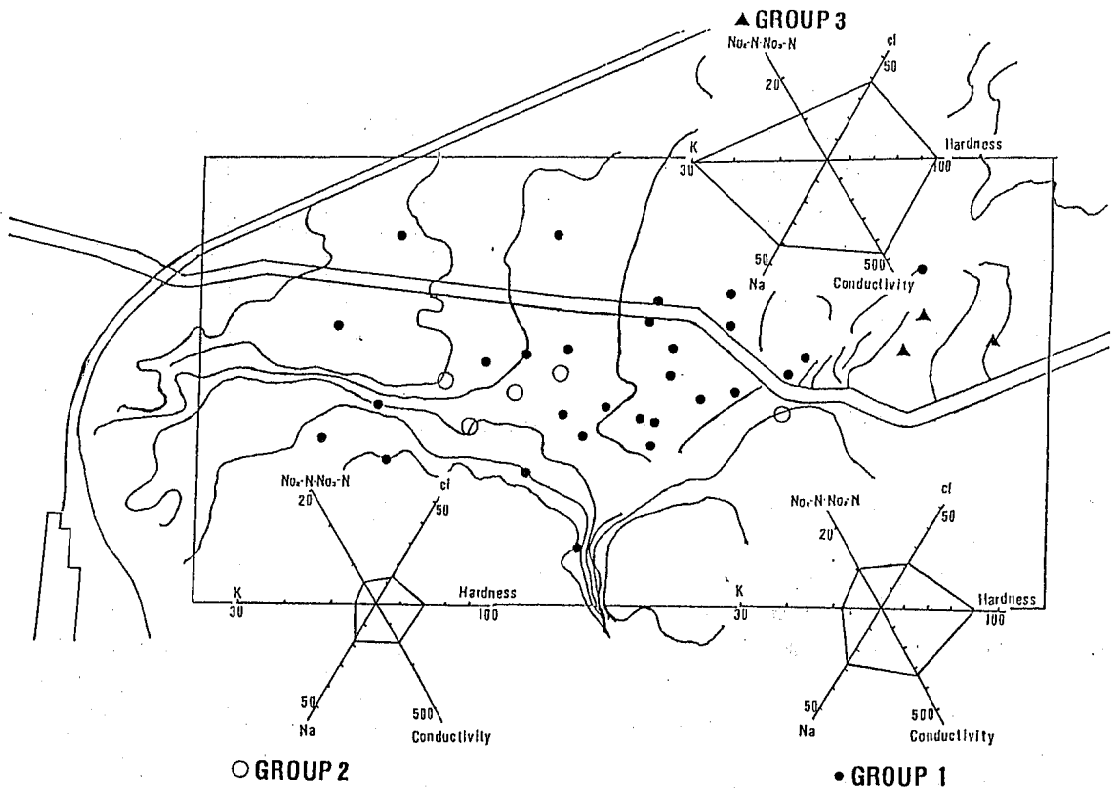 ▲ GROUP 3
No₂-N·No₃-N
cl
50
20
K
30
Hardness
100
50
Na
500
Conductivity
No₂-N·No₃-N
20
cl
50
K
30
Hardness
100
50
Na
500
Conductivity
○ GROUP 2
No₂-N·No₃-N
20
cl
50
K
30
Hardness
100
50
Na
500
Conductivity
● GROUP 1